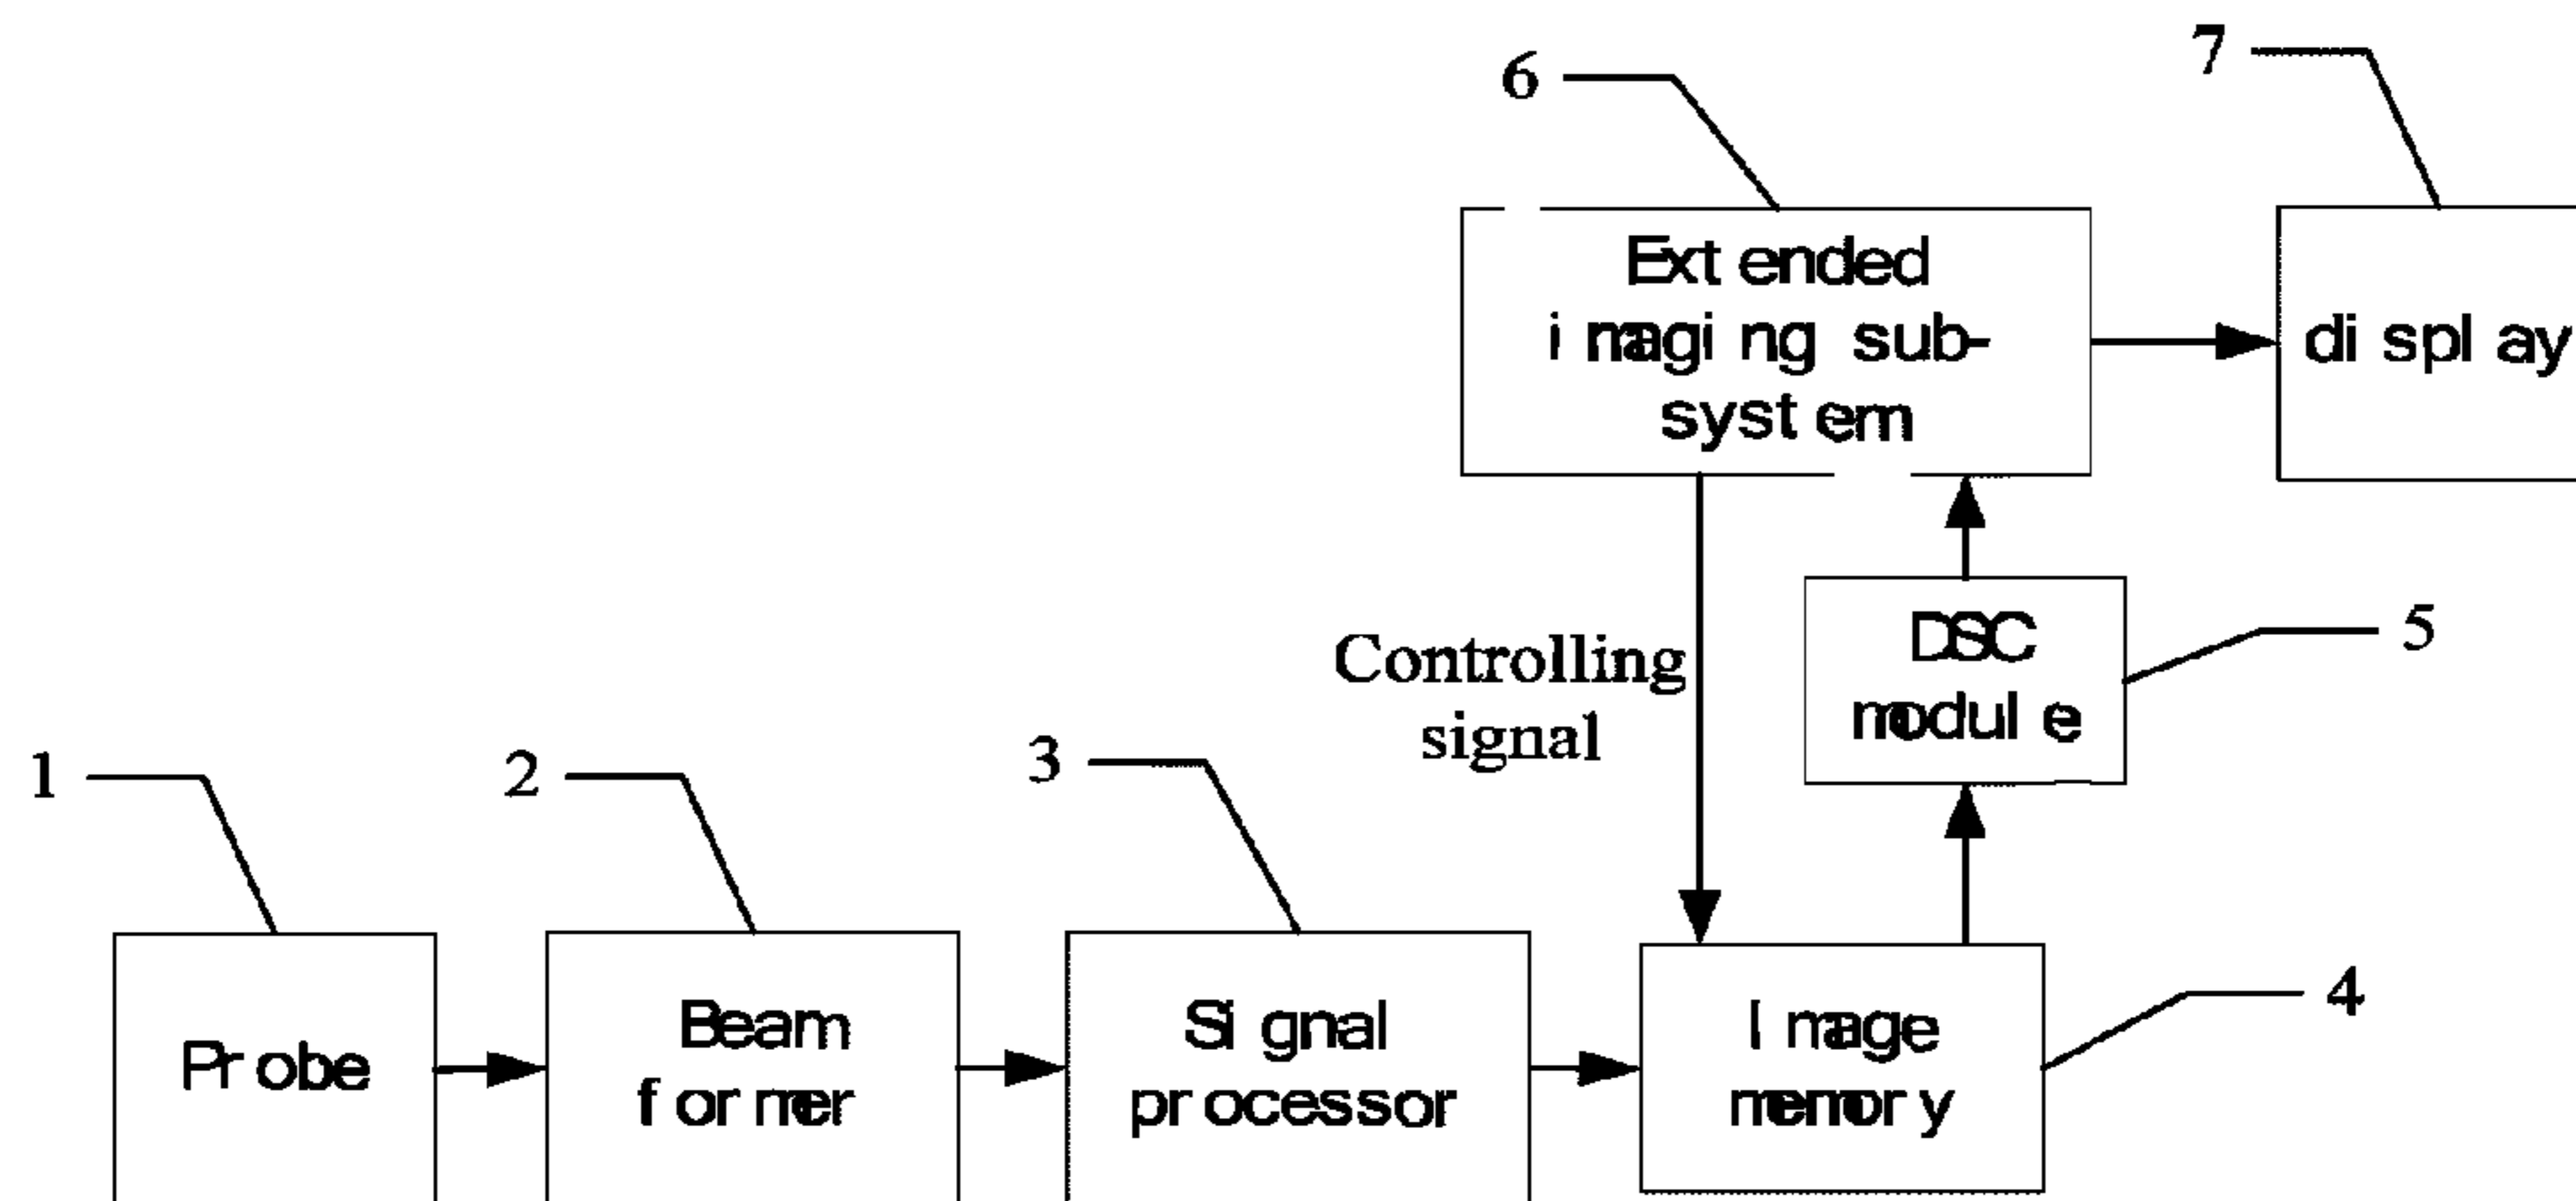 7
6
Extended
imaging sub-
system
display
DSC
module
5
Controlling
signal
1
2
3
4
Probe
Beam
former
Signal
processor
Image
memory